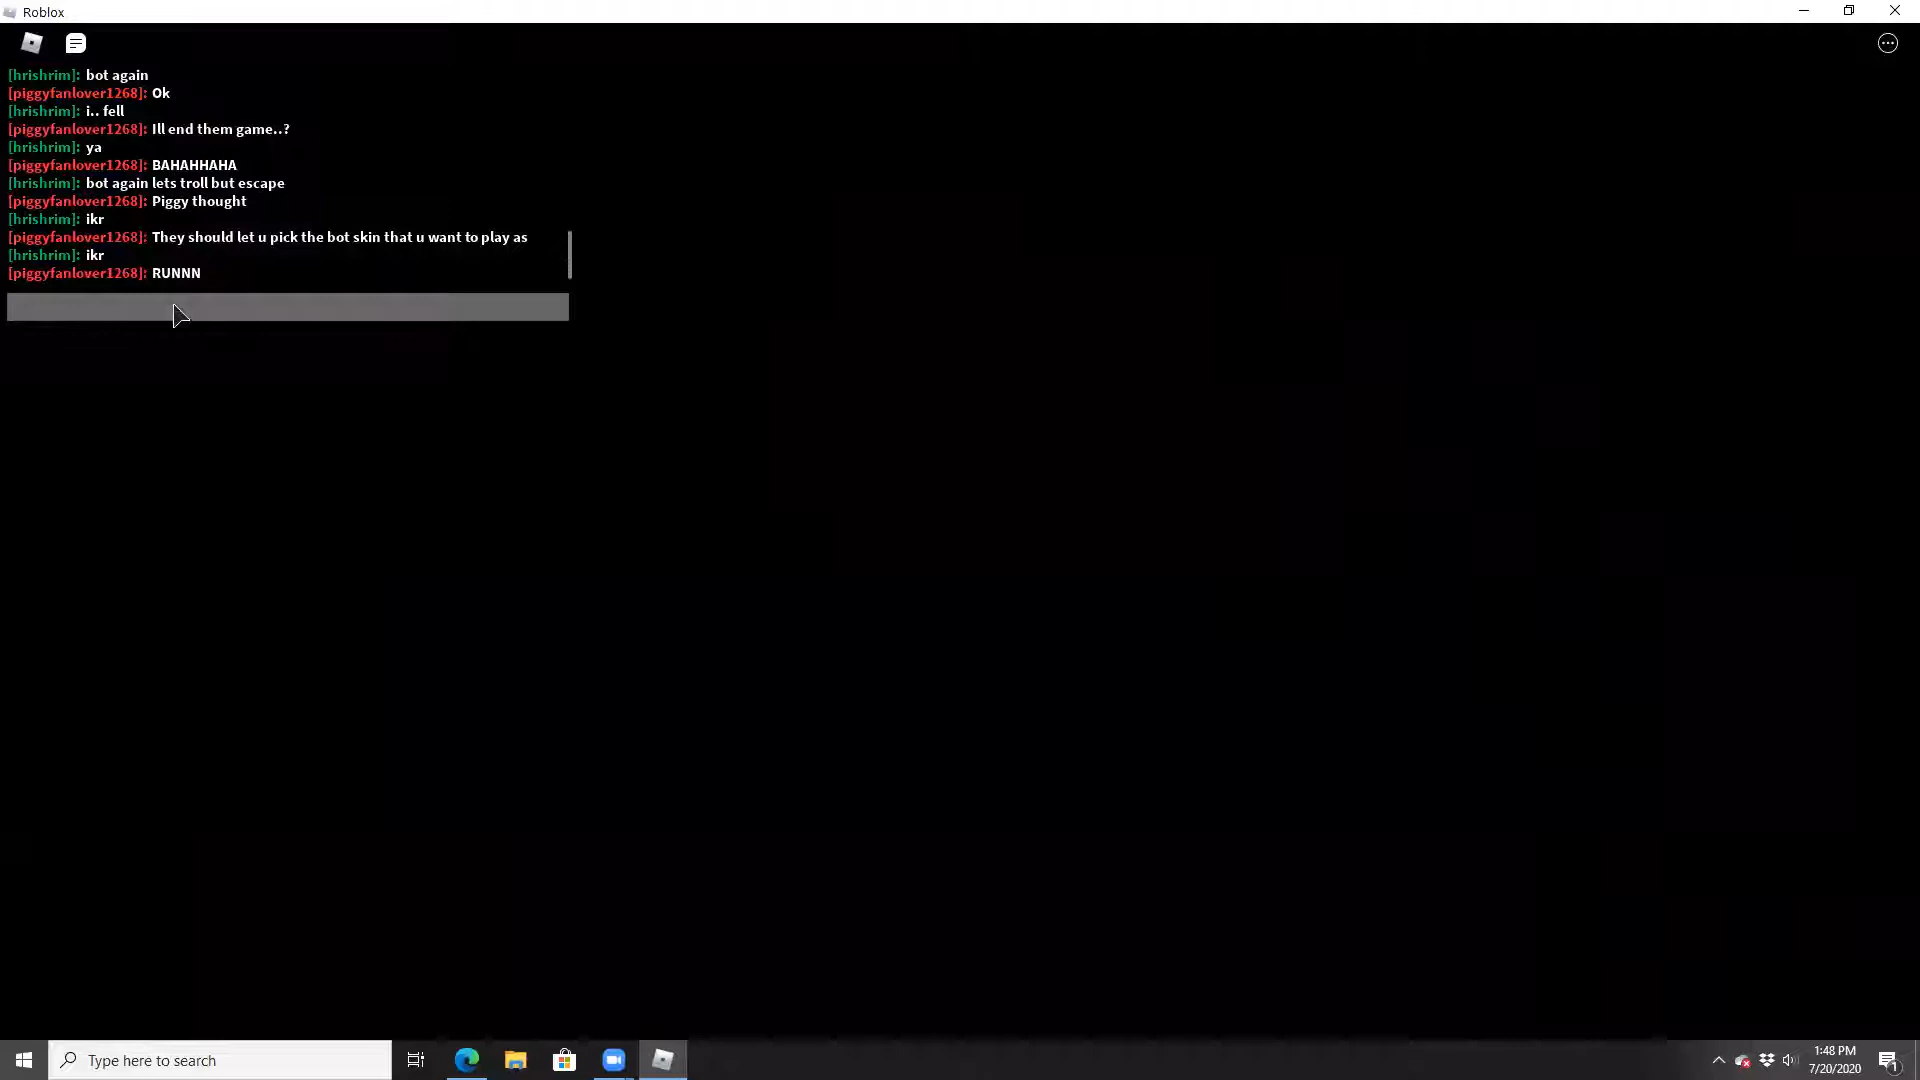 Roblox
[hrishrim]: bot again
[piggyfanlover1268]: Ok
[hrishrim]: i.. fell
[piggyfanlover1268]: Ill end them game..?
[hrishrim]: ya
[piggyfanlover1268]: BAHAHHAHA
[hrishrim]: bot again lets troll but escape
[piggyfanlover1268]: Piggy thought
[hrishrim]: ikr
[piggyfanlover1268]: They should let u pick the bot skin that u want to play as
[hrishrim]: ikr
[piggyfanlover1268]: RUNNN
Type here to search
1:48 PM
7/20/2020
1